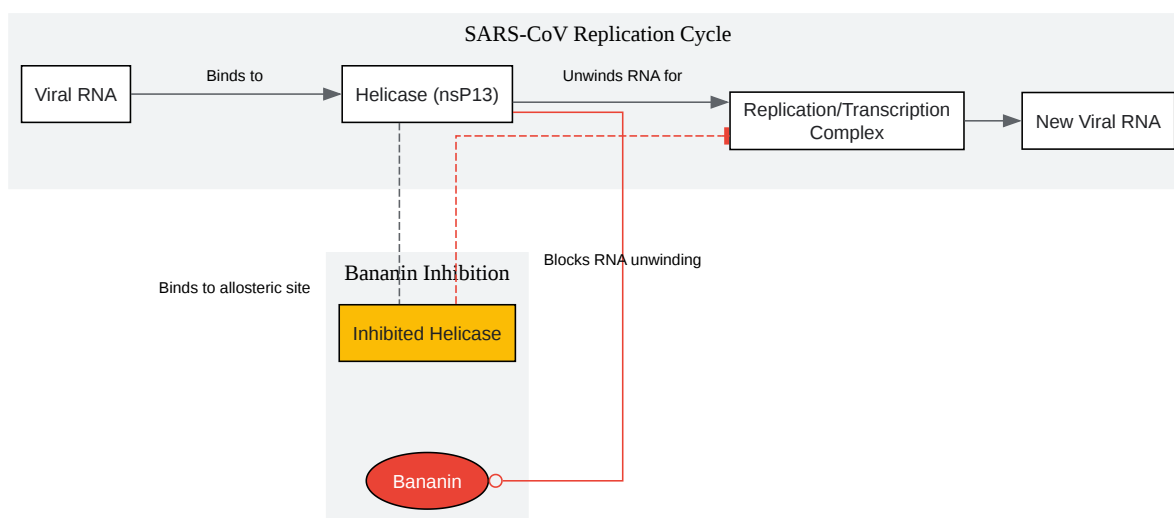 SARS-CoV Replication Cycle
Viral RNA
Binds to
Helicase (nsP13)
Unwinds RNA for
Replication/Transcription
Complex
New Viral RNA
Blocks RNA unwinding
Bananin Inhibition
Binds to allosteric site
Inhibited Helicase
Bananin